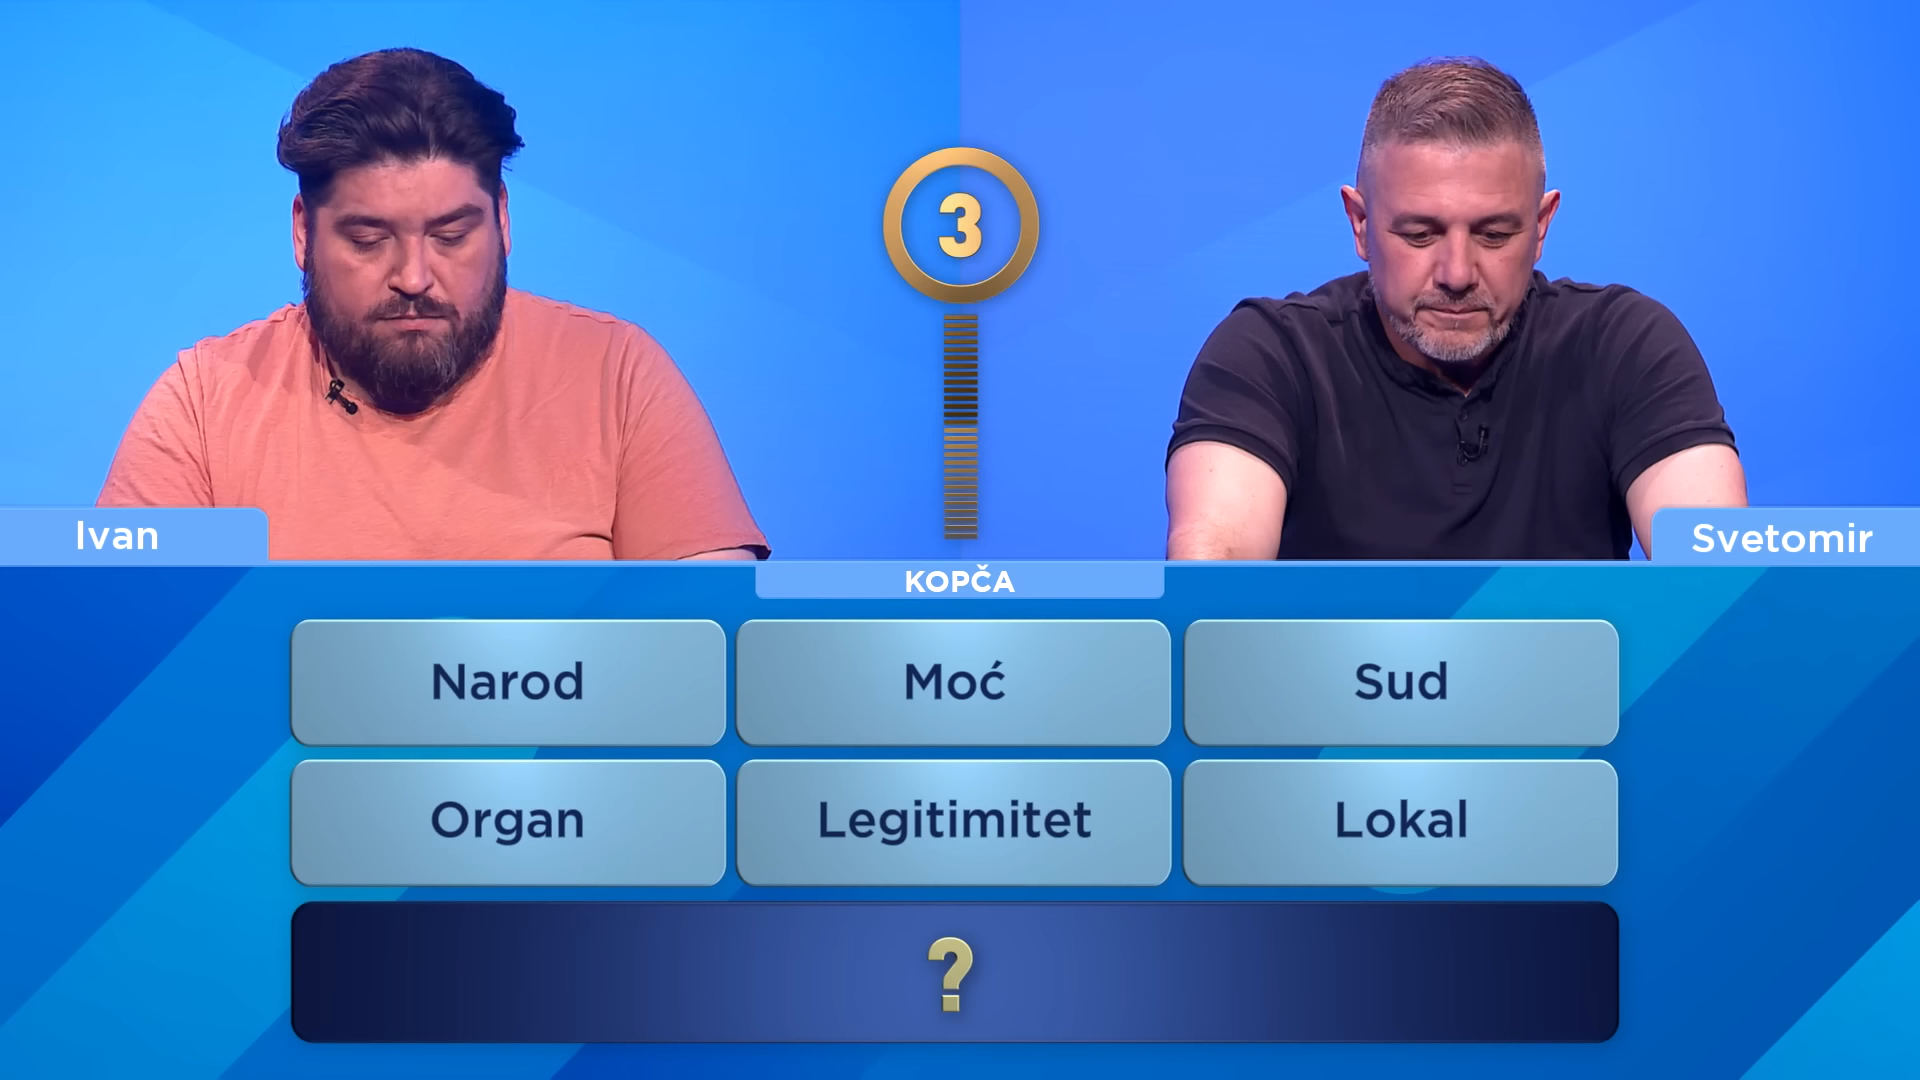 3
Ivan
Svetomir
KOPČA
Narod
Moć
Sud
Organ
Legitimitet
Lokal
?